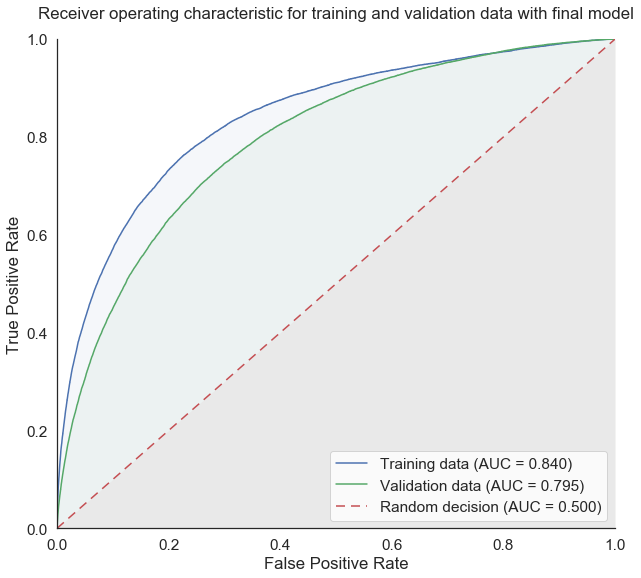 Receiver operating characteristic for training and validation data with final model
1.0
0.8
0.6
0.4
0.2
0.0
True Positive Rate
0.0 0.2 0.4 0.6 0.8 1.0
False Positive Rate
Training data (AUC = 0.840)
Validation data (AUC = 0.795)
Random decision (AUC = 0.500)